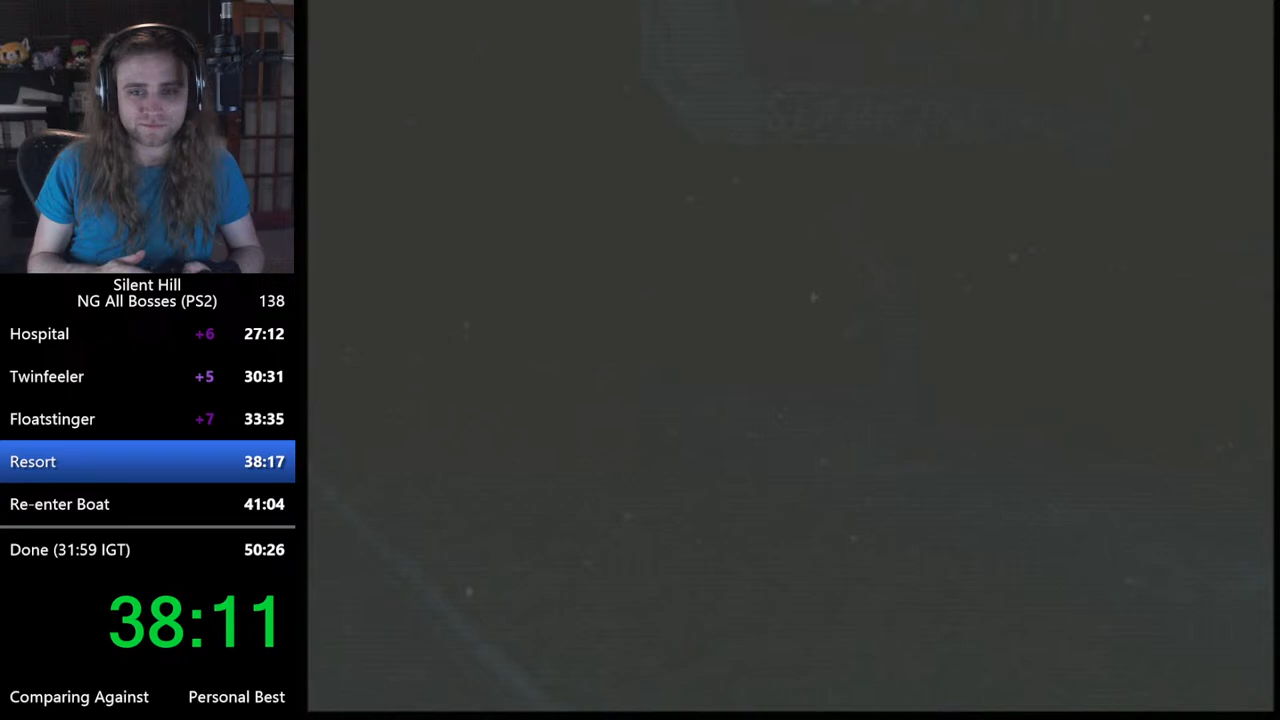 Silent Hill
NG All Bosses (PS2) 138
Hospital +6 27:12
Twinfeeler +5 30:31
Floatstinger +7 33:35
Resort 38:17
Re-enter Boat 41:04
Done (31:59 IGT) 50:26
38:11
Comparing Against Personal Best